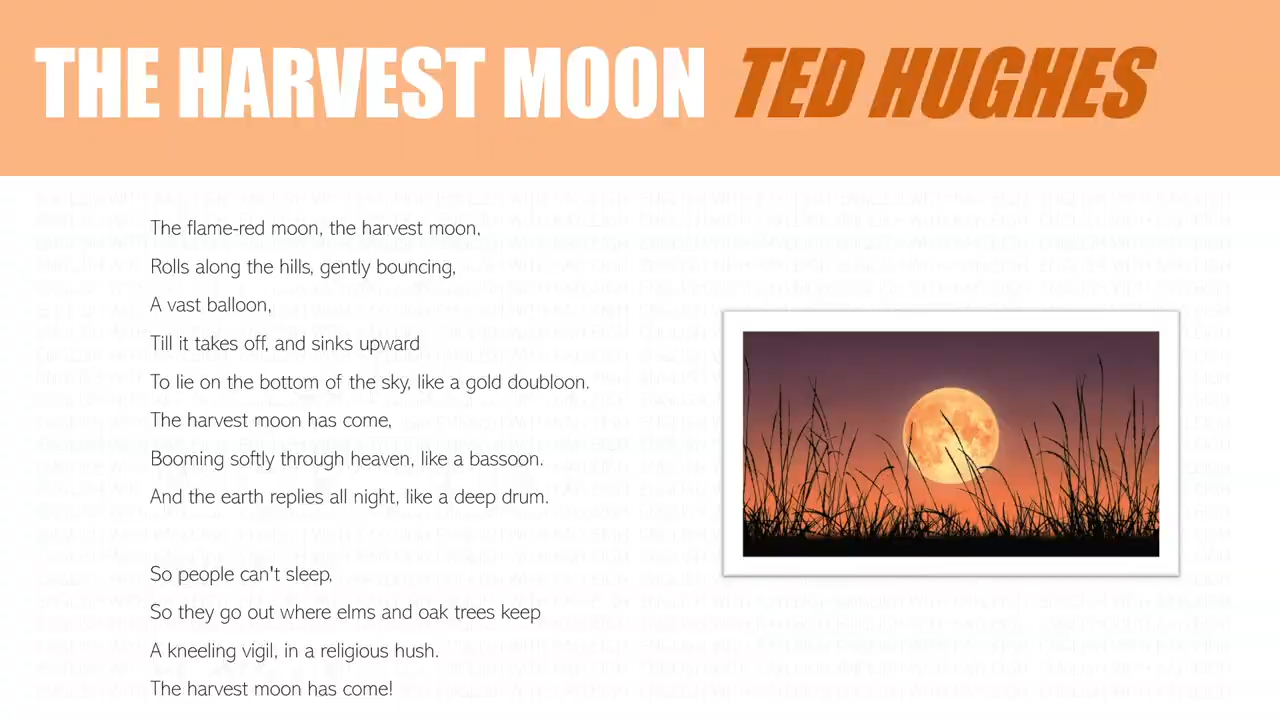 THE HARVEST MOON TED HUGHES
The flame-red moon, the harvest moon,
Rolls along the hills, gently bouncing,
A vast balloon,
Till it takes off, and sinks upward
To lie on the bottom of the sky, like a gold doubloon.
The harvest moon has come,
Booming softly through heaven, like a bassoon.
And the earth replies all night, like a deep drum.
So people can't sleep,
So they go out where elms and oak trees keep
A kneeling vigil, in a religious hush.
The harvest moon has come!